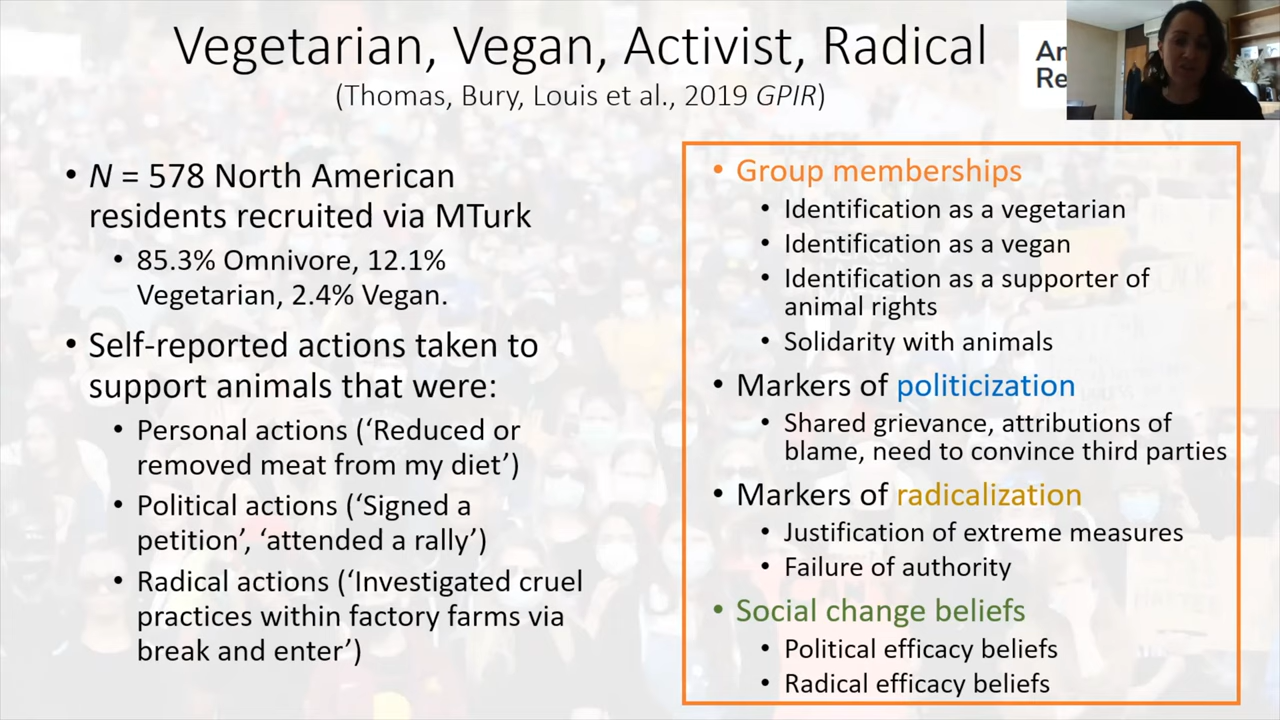 Vegetarian, Vegan, Activist, Radical
(Thomas, Bury, Louis et al., 2019 GPIR)
• N = 578 North American
residents recruited via MTurk
• 85.3% Omnivore, 12.1%
Vegetarian, 2.4% Vegan.
• Self-reported actions taken to
support animals that were:
• Personal actions (‘Reduced or
removed meat from my diet’)
• Political actions (‘Signed a
petition’, ‘attended a rally’)
• Radical actions (‘Investigated cruel
practices within factory farms via
break and enter’)
• Group memberships
• Identification as a vegetarian
• Identification as a vegan
• Identification as a supporter of
animal rights
• Solidarity with animals
• Markers of politicization
• Shared grievance, attributions of
blame, need to convince third parties
• Markers of radicalization
• Justification of extreme measures
• Failure of authority
• Social change beliefs
• Political efficacy beliefs
• Radical efficacy beliefs